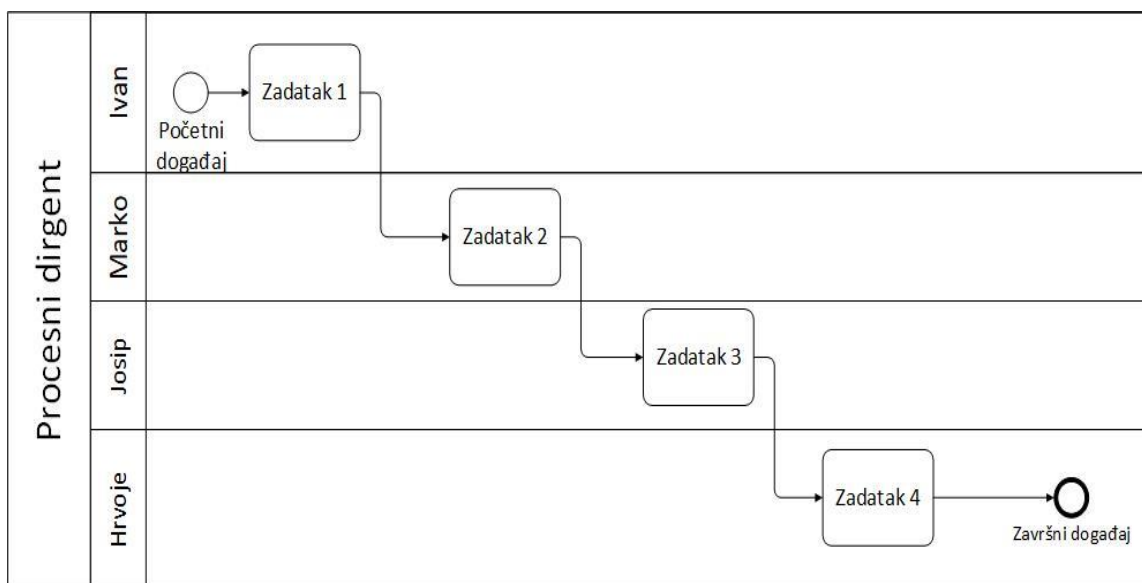 Procesni dirgent
Ivan
Početni
događaj
Zadatak 1
Marko
Zadatak 2
Josip
Zadatak 3
Hrvoje
Zadatak 4
Završni događaj